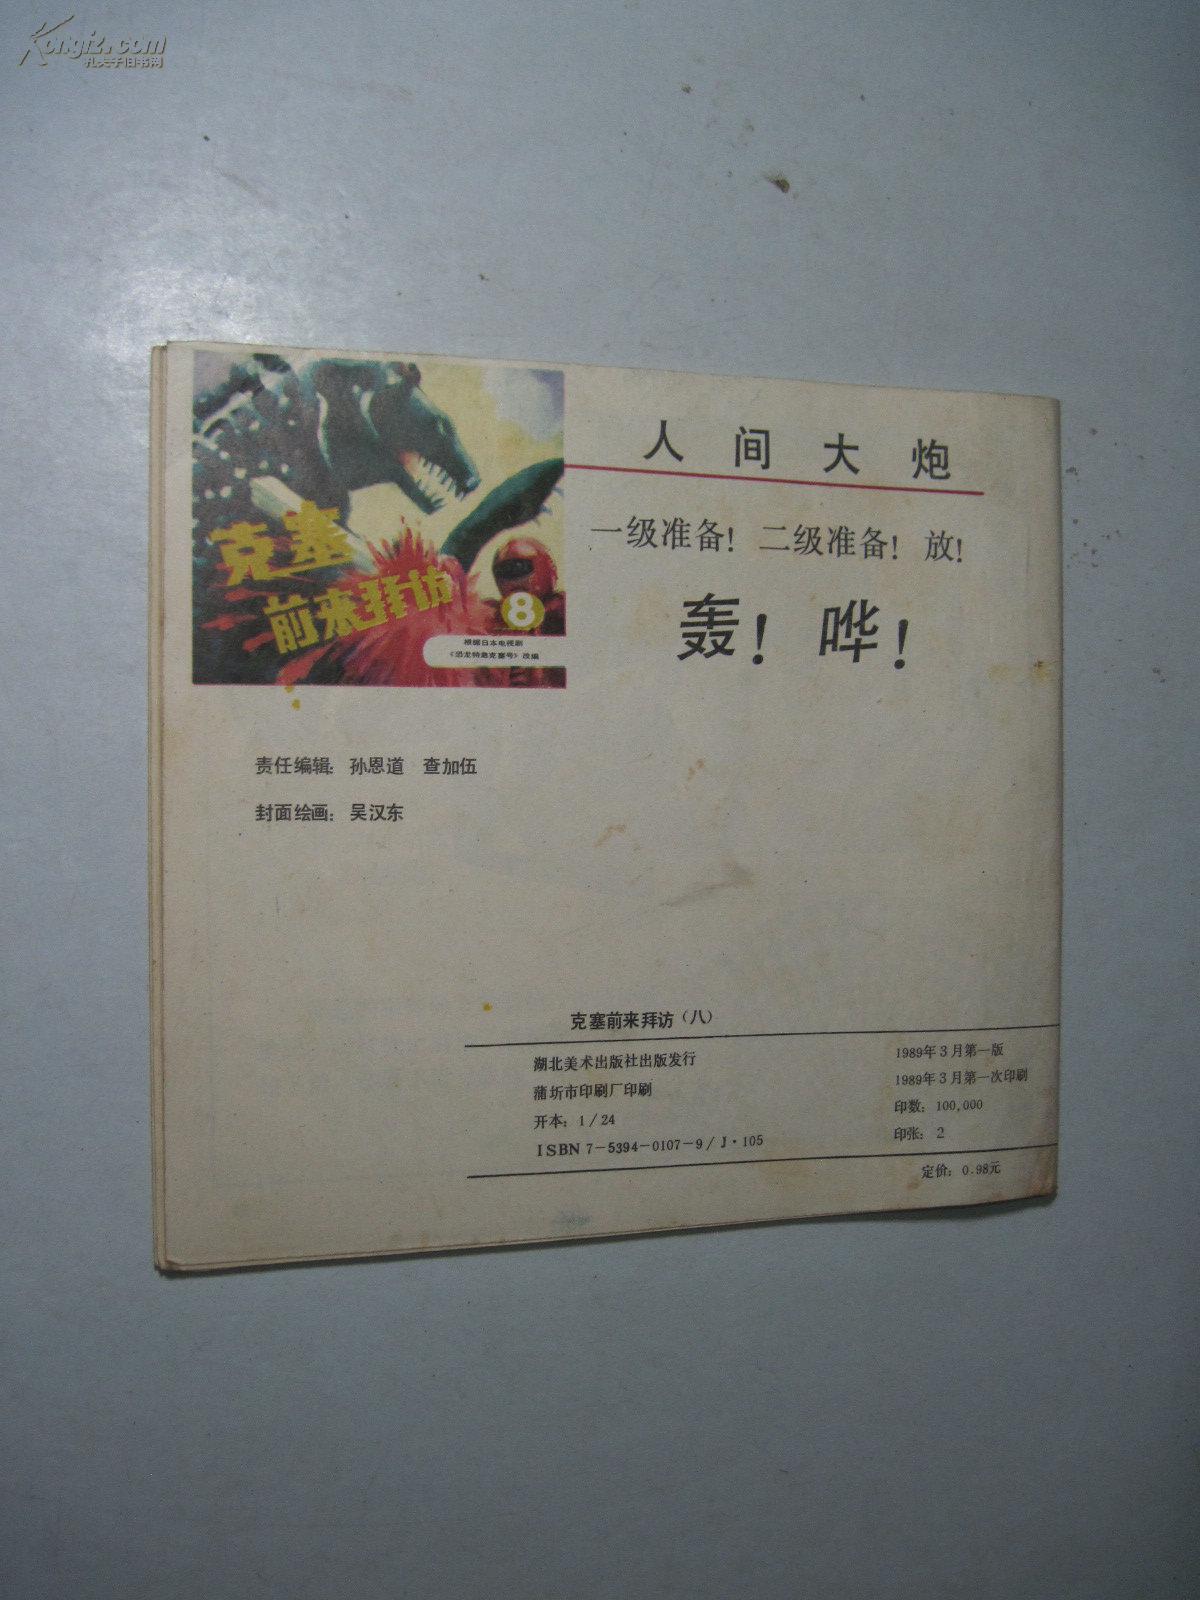 Kongfz.com
孔夫子旧书网
克塞
前来拜访
8
根据日本电视剧
《恐龙特急克塞号》改编
人间大炮
一级准备！ 二级准备！ 放！
轰！ 哗！
责任编辑：孙恩道 查加伍
封面绘画：吴汉东
克塞前来拜访（八）
湖北美术出版社出版发行
蒲圻市印刷厂印刷
开本：1/24
ISBN 7-5394-0107-9/J·105
1989年3月第一版
1989年3月第一次印刷
印数：100,000
印张：2
定价：0.98元